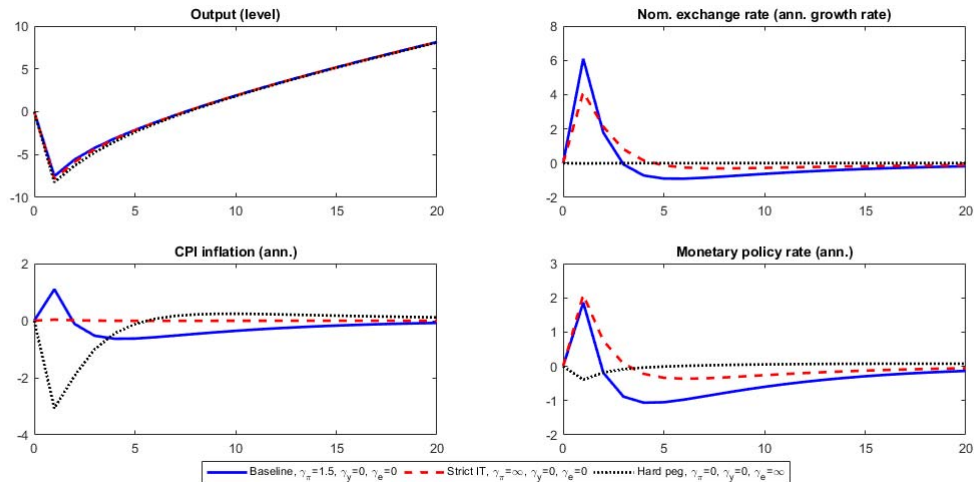 Output (level)
10
5
0
-5
-10
0 5 10 15 20
Nom. exchange rate (ann. growth rate)
8
6
4
2
0
-2
0 5 10 15 20
CPI inflation (ann.)
2
0
-2
-4
0 5 10 15 20
Monetary policy rate (ann.)
3
2
1
0
-1
-2
0 5 10 15 20
Baseline, γπ=1.5, γy=0, γe=0 Strict IT, γπ=∞, γy=0, γe=0 Hard peg, γπ=0, γy=0, γe=∞